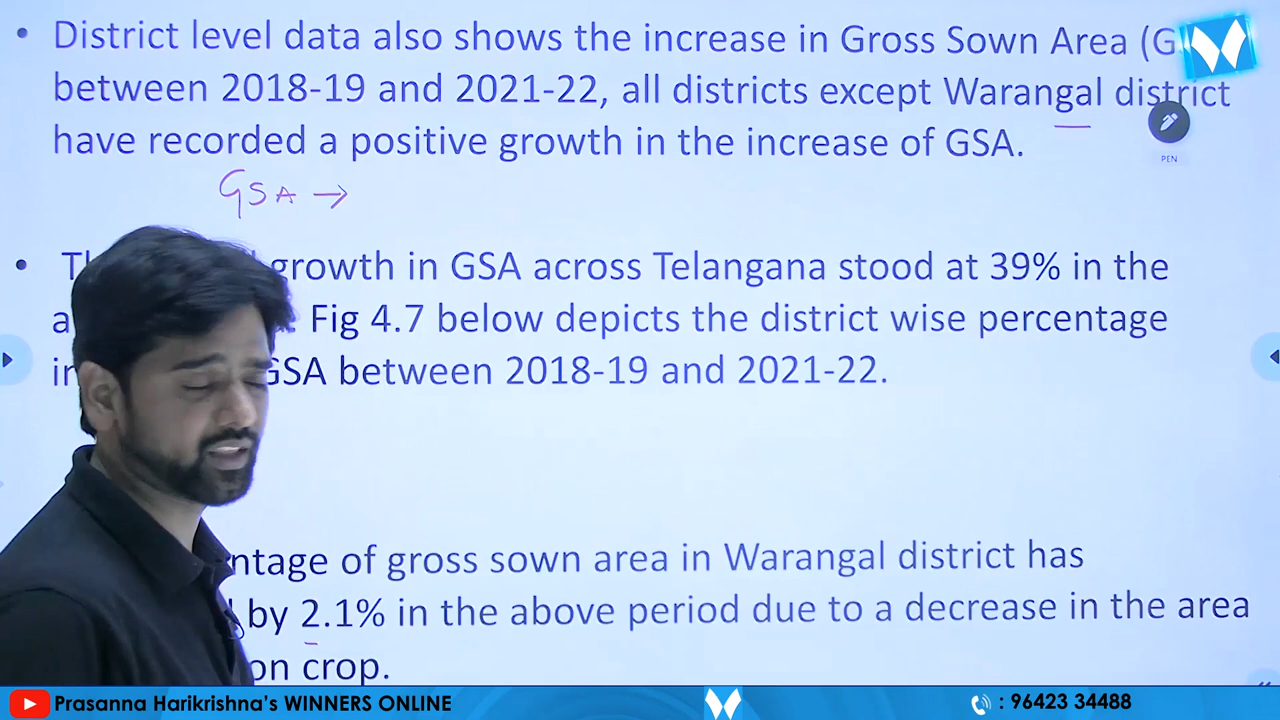 • District level data also shows the increase in Gross Sown Area (G
between 2018-19 and 2021-22, all districts except Warangal district
have recorded a positive growth in the increase of GSA.
GSA →
• growth in GSA across Telangana stood at 39% in the
Fig 4.7 below depicts the district wise percentage
GSA between 2018-19 and 2021-22.
of gross sown area in Warangal district has
by 2.1% in the above period due to a decrease in the area
crop.
PEN
Prasanna Harikrishna's WINNERS ONLINE
: 96423 34488